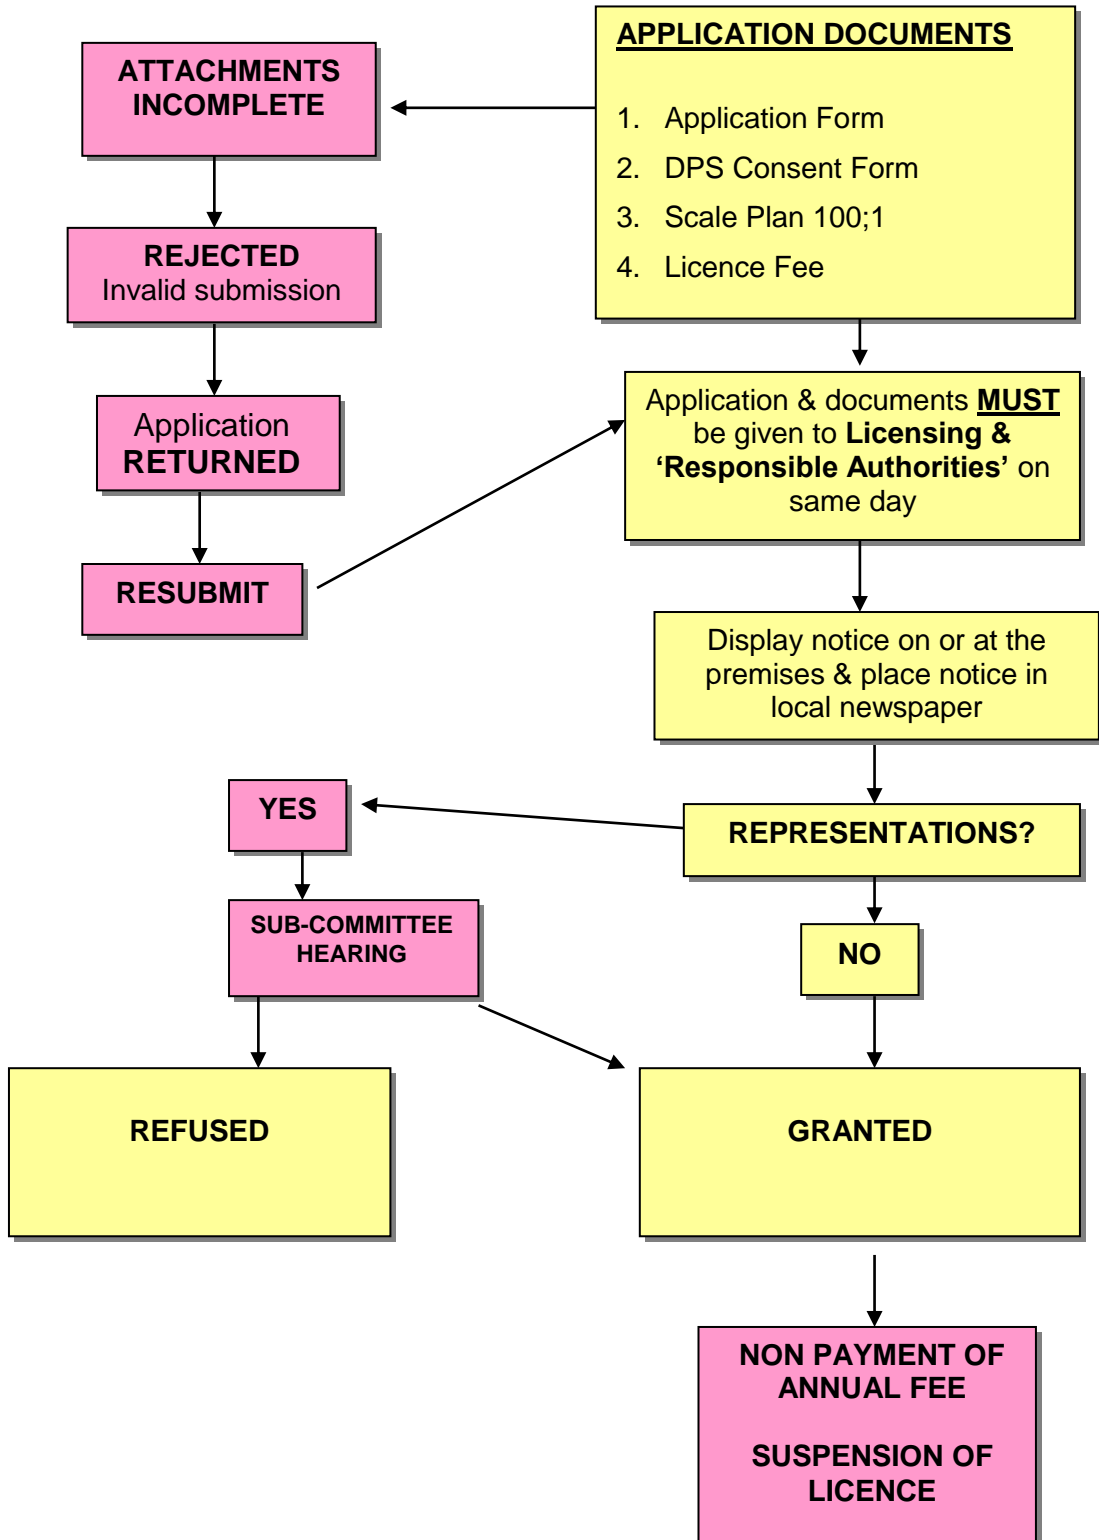 APPLICATION DOCUMENTS
1. Application Form
2. DPS Consent Form
3. Scale Plan 100;1
4. Licence Fee
ATTACHMENTS
INCOMPLETE
REJECTED
Invalid submission
Application
RETURNED
RESUBMIT
Application & documents MUST
be given to Licensing &
‘Responsible Authorities’ on
same day
Display notice on or at the
premises & place notice in
local newspaper
REPRESENTATIONS?
YES
SUB-COMMITTEE
HEARING
NO
REFUSED
GRANTED
NON PAYMENT OF
ANNUAL FEE
SUSPENSION OF
LICENCE